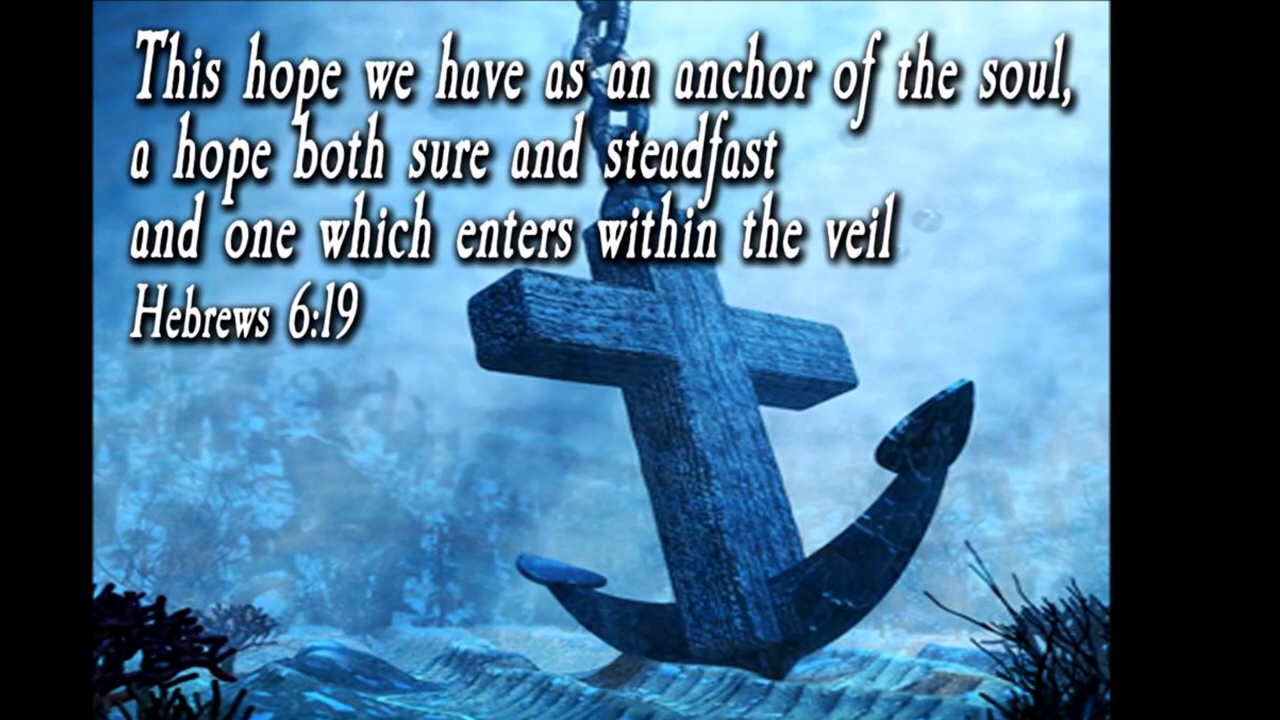 This hope we have as an anchor of the soul,
a hope both sure and steadfast
and one which enters within the veil
Hebrews 6:19